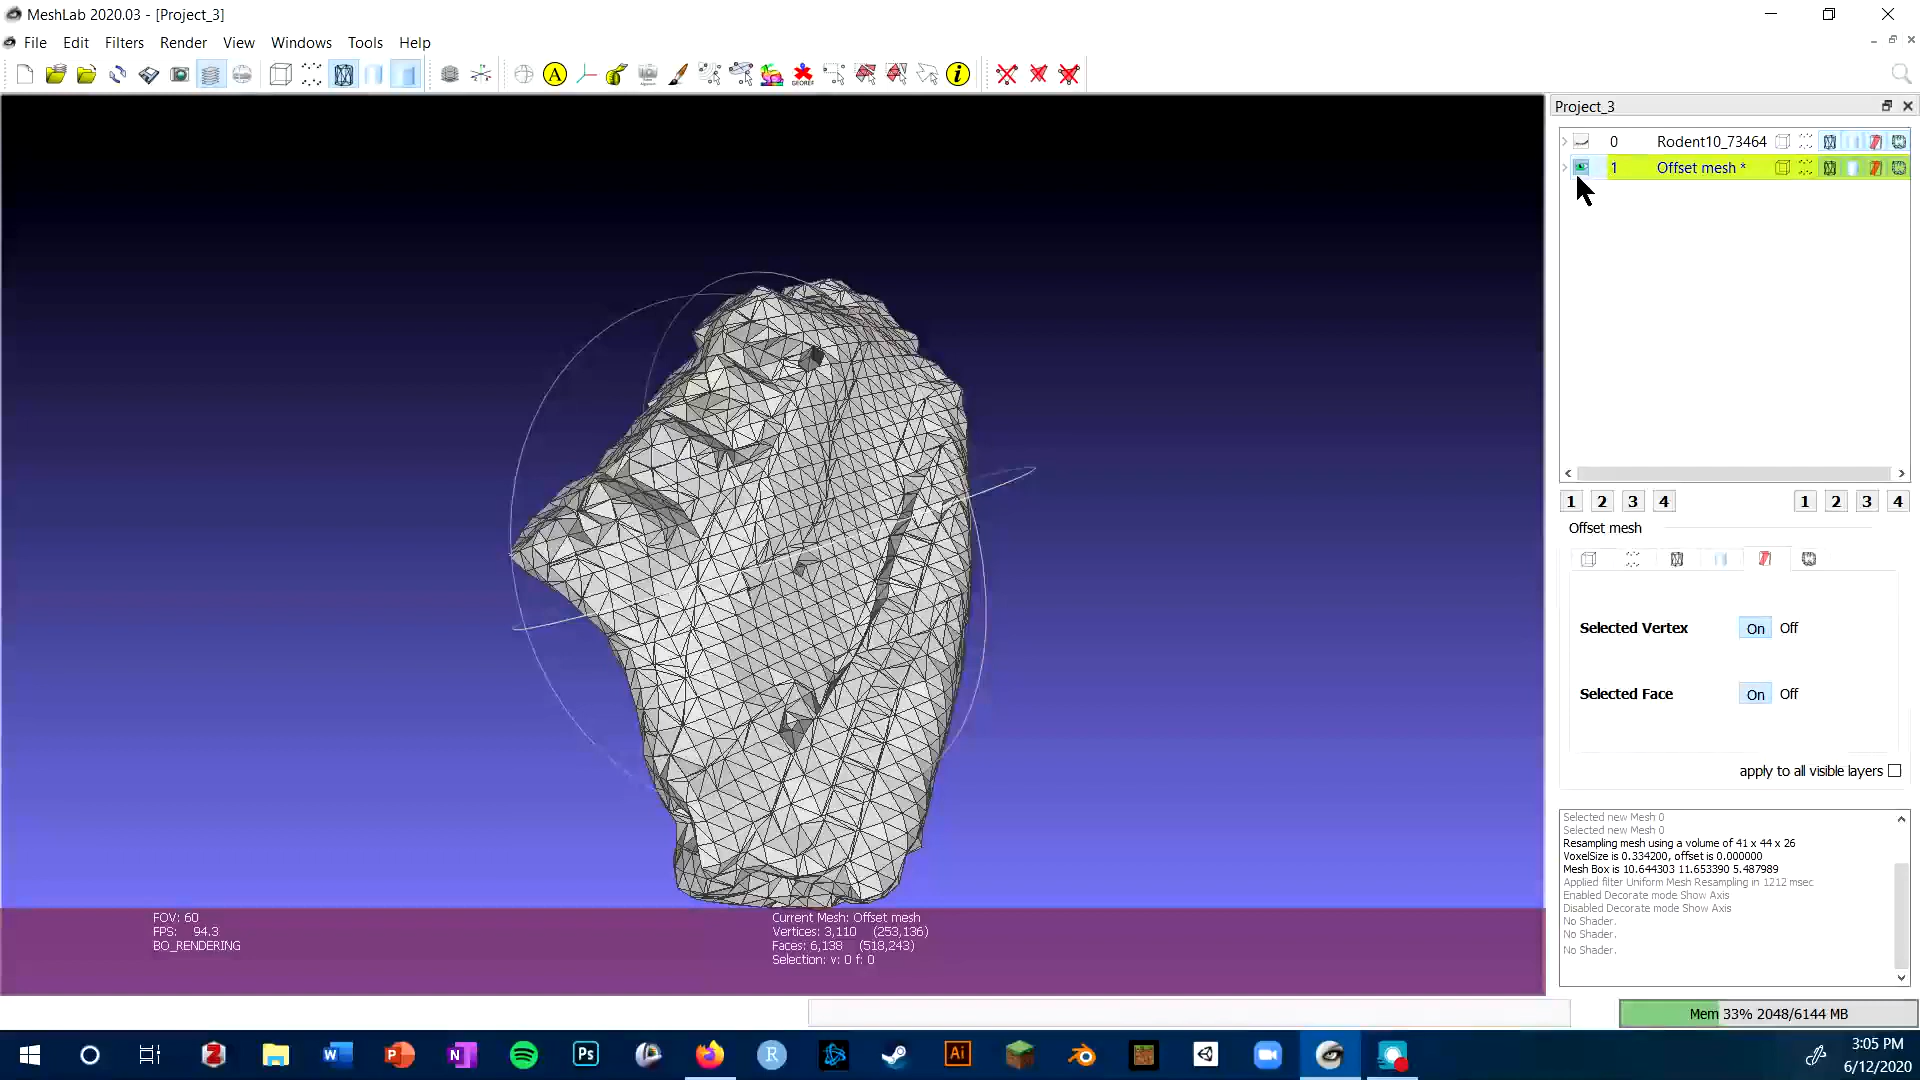 MeshLab 2020.03 - [Project_3]
File Edit Filters Render View Windows Tools Help
A
GEOREF
i
Project_3
0 Rodent10_73464
1 Offset mesh *
1 2 3 4 1 2 3 4
Offset mesh
Selected Vertex On Off
Selected Face On Off
apply to all visible layers
Selected new Mesh 0
Selected new Mesh 0
Resampling mesh using a volume of 41 x 44 x 26
VoxelSize is 0.334200, offset is 0.000000
Mesh Box is 10.644303 11.653390 5.487989
Applied filter Uniform Mesh Resampling in 1212 msec
Enabled Decorate mode Show Axis
Disabled Decorate mode Show Axis
No Shader.
No Shader.
No Shader.
FOV: 60
FPS: 94.3
BO_RENDERING
Current Mesh: Offset mesh
Vertices: 3,110 (253,136)
Faces: 6,138 (518,243)
Selection: v: 0 f: 0
Mem 33% 2048/6144 MB
Z W P N Ps R Ai
3:05 PM
6/12/2020